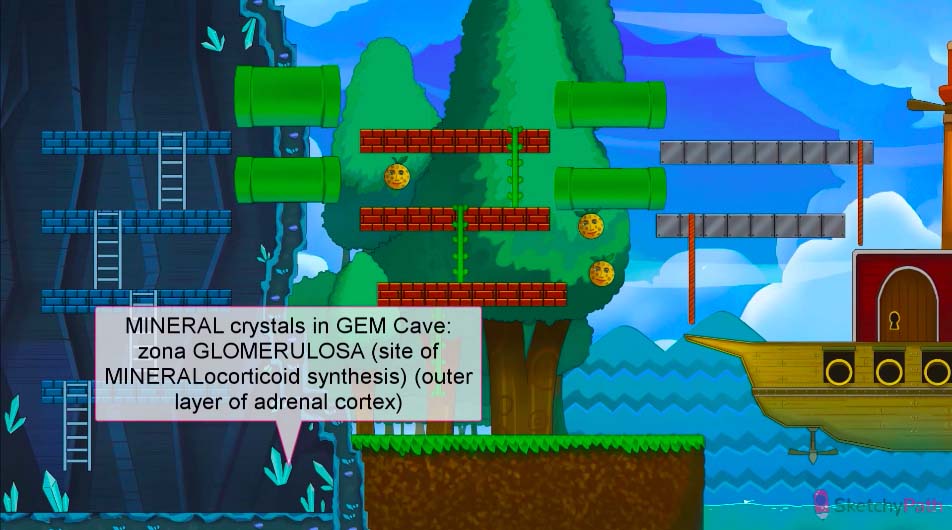 MINERAL crystals in GEM Cave:
zona GLOMERULOSA (site of
MINERALocorticoid synthesis) (outer
layer of adrenal cortex)
SketchyPath